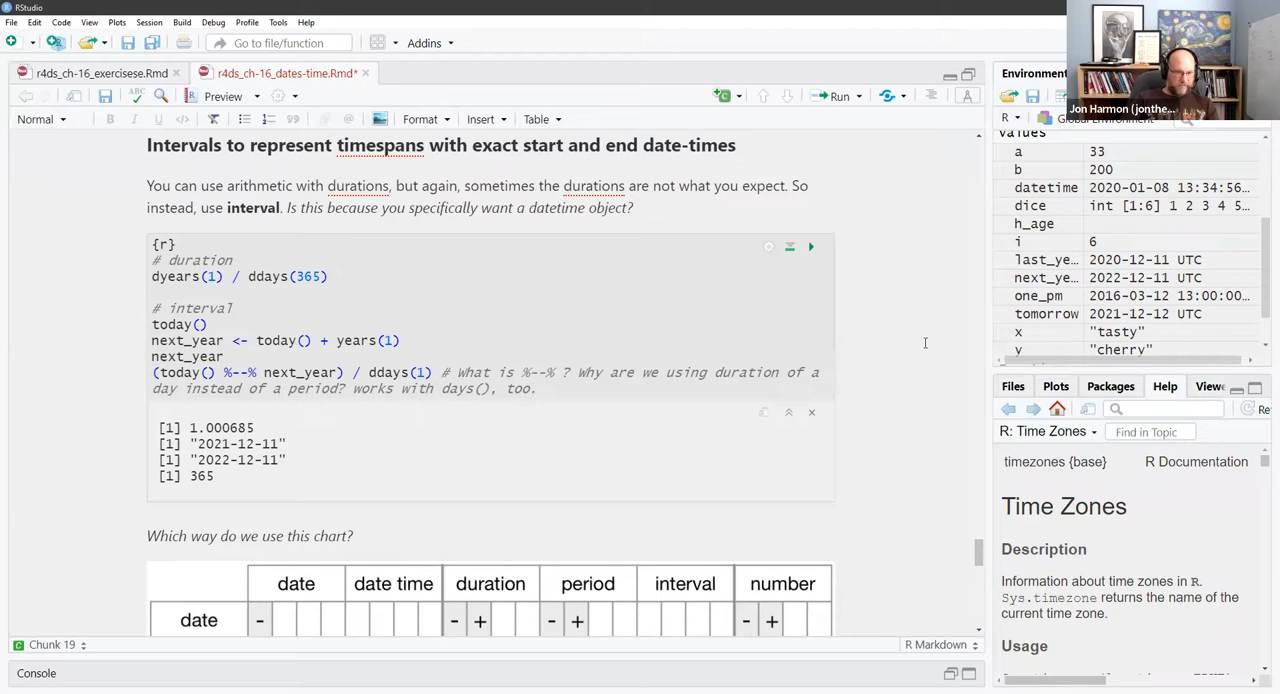 RStudio
File Edit Code View Plots Session Build Debug Profile Tools Help
Go to file/function Addins
r4ds_ch-16_exercisese.Rmd r4ds_ch-16_dates-time.Rmd*
ABC Preview Run
Normal B I U Format Insert Table
Intervals to represent timespans with exact start and end date-times
You can use arithmetic with durations, but again, sometimes the durations are not what you expect. So
instead, use interval. Is this because you specifically want a datetime object?
{r}
# duration
dyears(1) / ddays(365)
# interval
today()
next_year <- today() + years(1)
next_year
(today() %--% next_year) / ddays(1) # What is %--% ? Why are we using duration of a
day instead of a period? works with days(), too.
[1] 1.000685
[1] "2021-12-11"
[1] "2022-12-11"
[1] 365
Which way do we use this chart?
date date time duration period interval number
date - - + - + - +
Chunk 19 R Markdown
Console
Environment
Jon Harmon (jonthe...
R Global Environment
values
a 33
b 200
datetime 2020-01-08 13:34:56…
dice int [1:6] 1 2 3 4 5…
h_age
i 6
last_ye… 2020-12-11 UTC
next_ye… 2022-12-11 UTC
one_pm 2016-03-12 13:00:00…
tomorrow 2021-12-12 UTC
x "tasty"
y "cherry"
Files Plots Packages Help Viewe
Re
R: Time Zones Find in Topic
timezones {base} R Documentation
Time Zones
Description
Information about time zones in R.
Sys.timezone returns the name of the
current time zone.
Usage